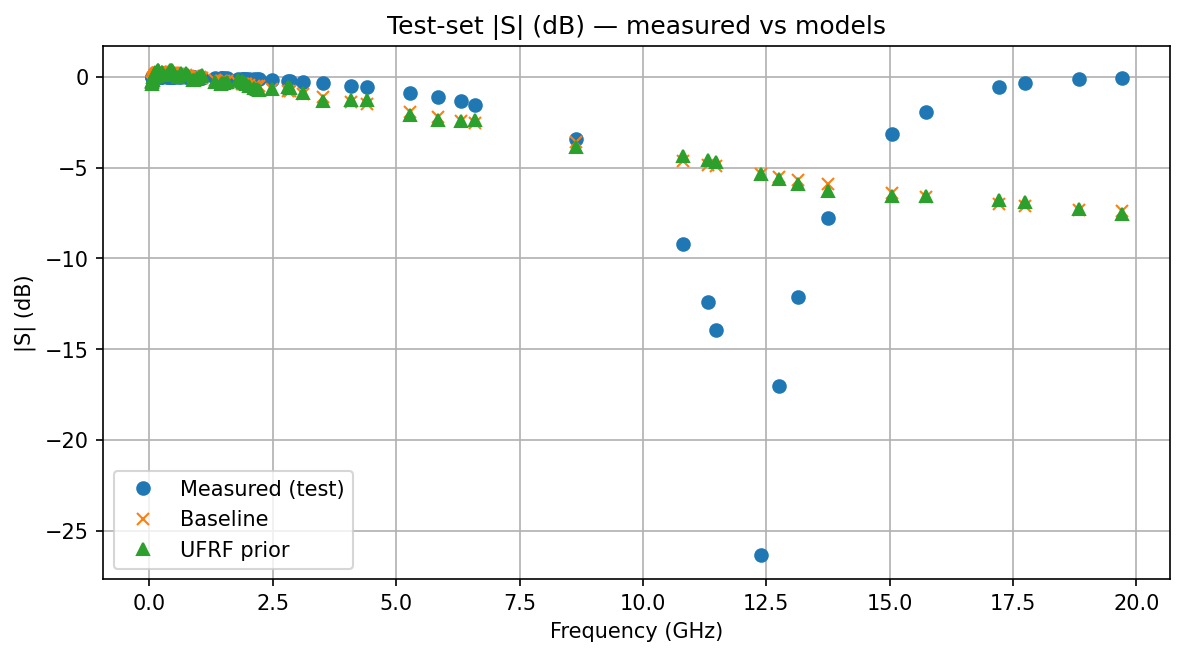 Test-set |S| (dB) — measured vs models
|S| (dB)
0
−5
−10
−15
−20
−25
Measured (test)
Baseline
UFRF prior
0.0 2.5 5.0 7.5 10.0 12.5 15.0 17.5 20.0
Frequency (GHz)